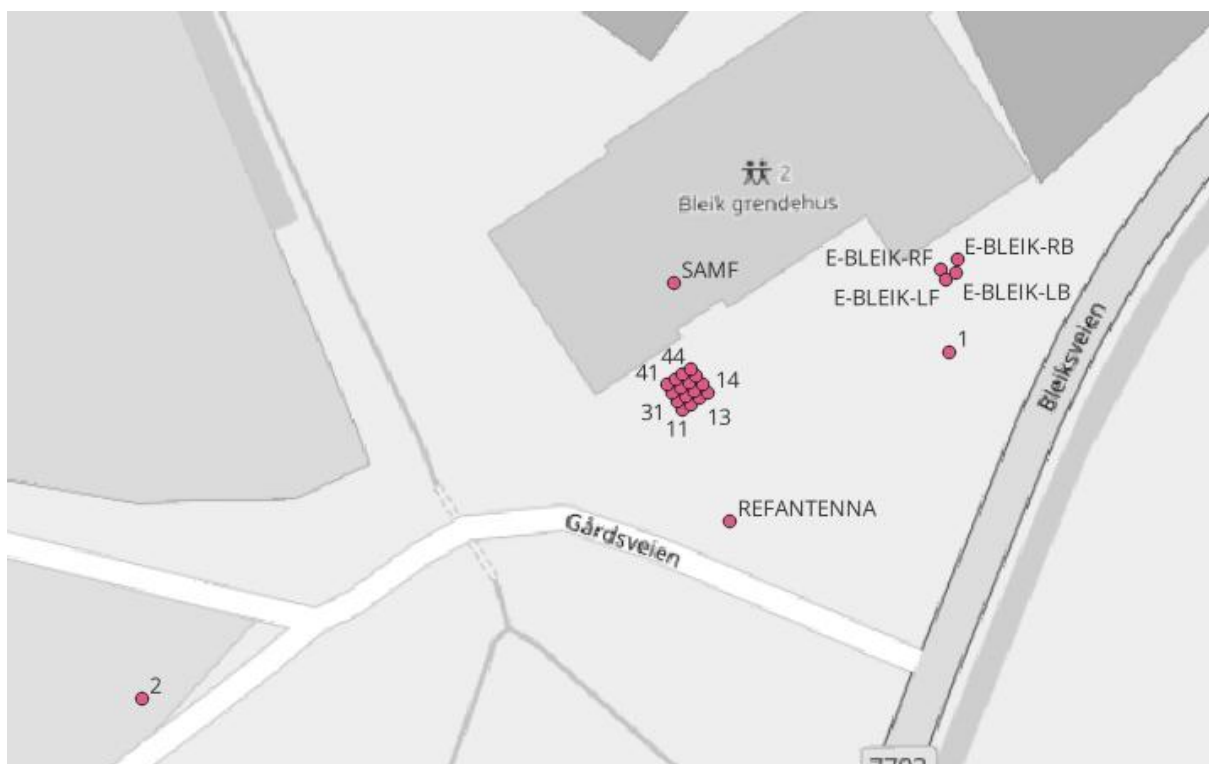 2
Bleik grendehus
SAMF
E-BLEIK-RB
E-BLEIK-RF
E-BLEIK-LF
E-BLEIK-LB
1
44
41
14
31
13
11
REFANTENNA
Gårdsveien
Bleiksveien
2